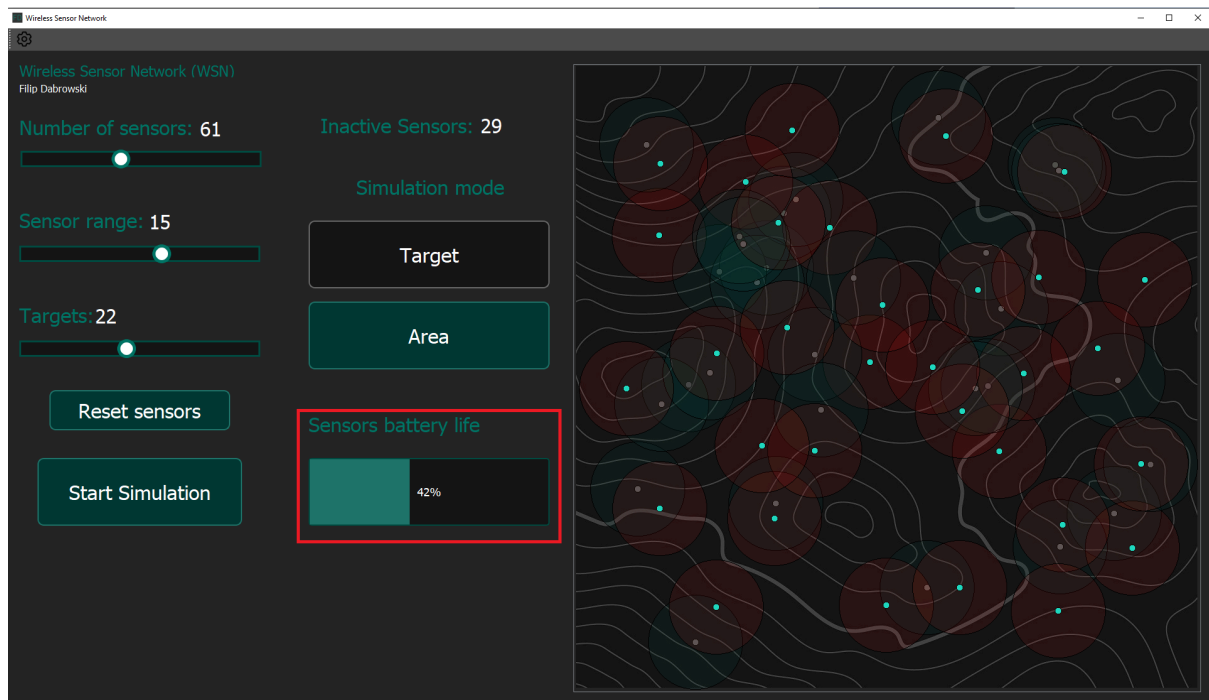 Wireless Sensor Network
Wireless Sensor Network (WSN)
Filip Dabrowski
Number of sensors: 61
Sensor range: 15
Targets: 22
Reset sensors
Start Simulation
Inactive Sensors: 29
Simulation mode
Target
Area
Sensors battery life
42%